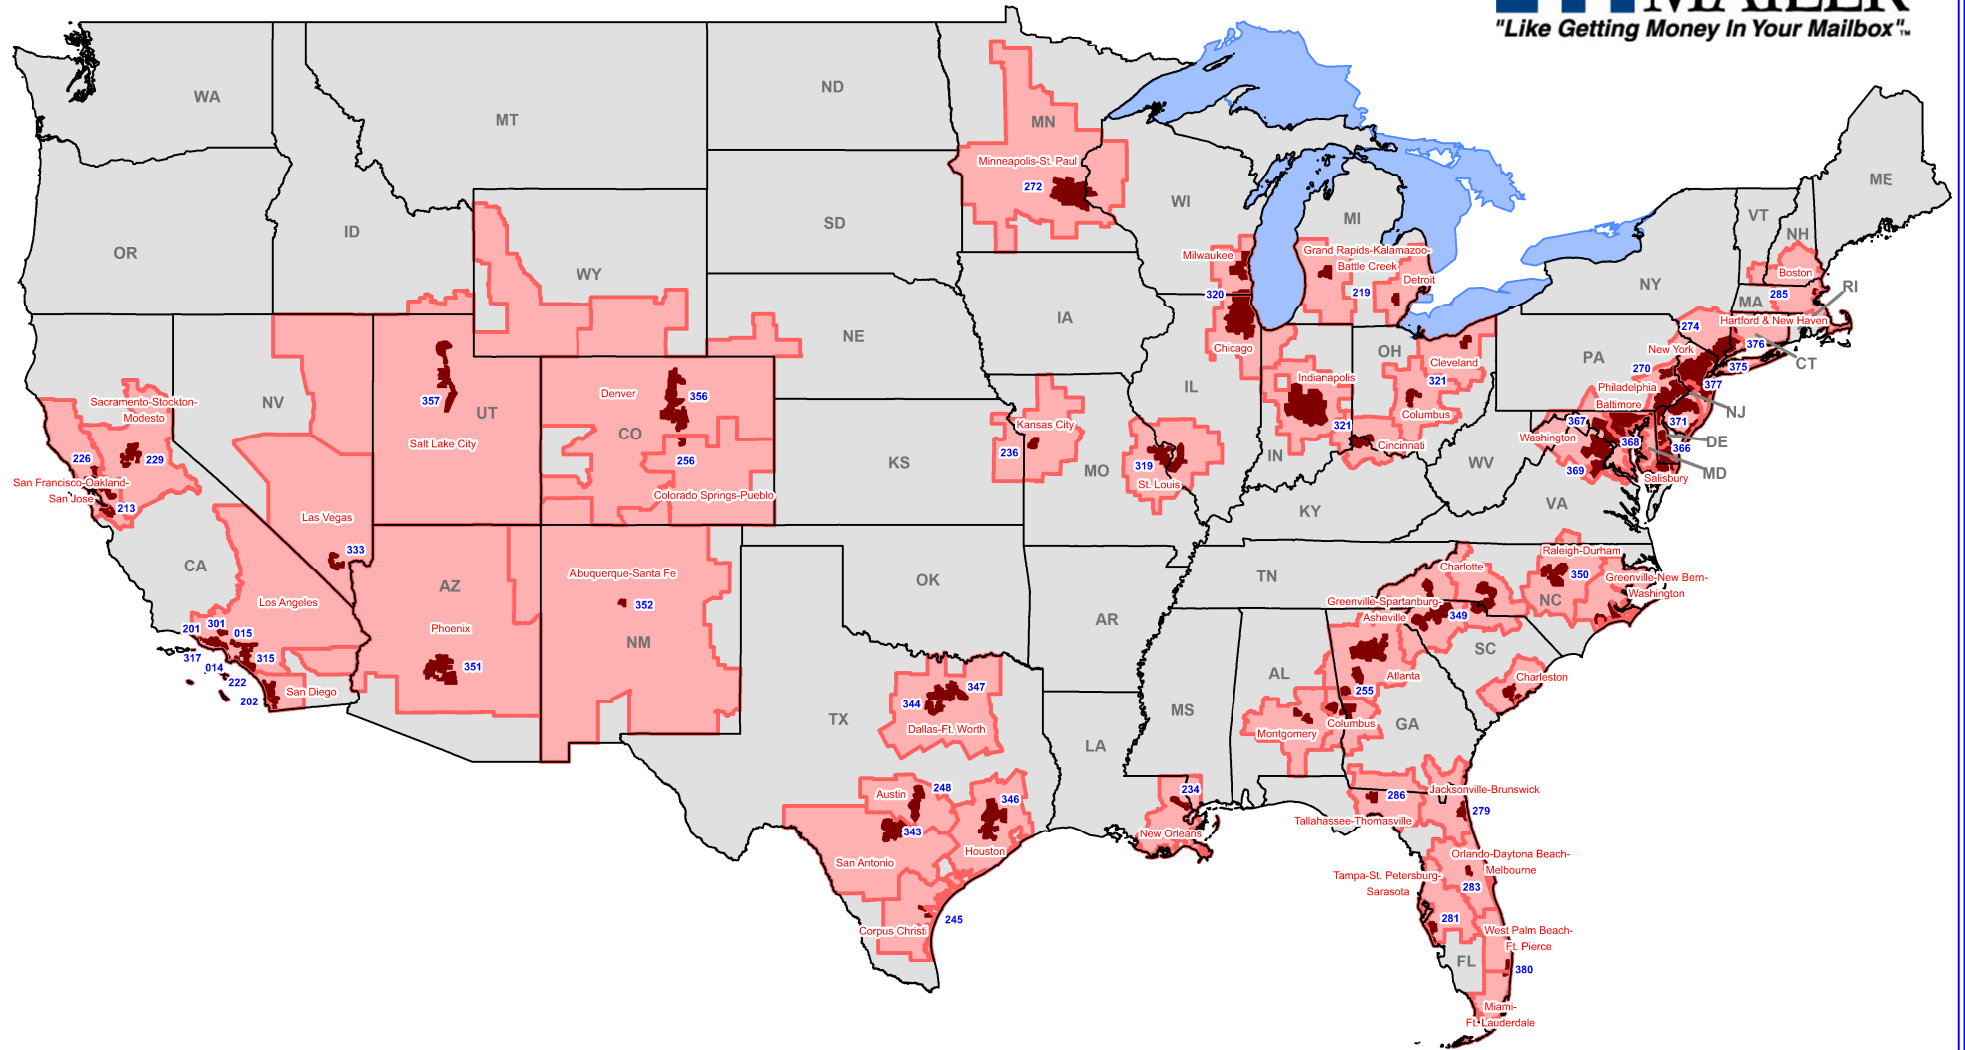 MAILER
"Like Getting Money In Your Mailbox"™
WA
MT
ND
MN
Minneapolis-St. Paul
272
WI
MI
ME
VT
NH
OR
ID
WY
SD
Milwaukee
320
Chicago
Grand Rapids-Kalamazoo-
Battle Creek
219
Detroit
NY
Boston
285
MA
RI
Hartford & New Haven
376
CT
274
New York
375
270
377
NJ
Philadelphia
PA
Baltimore
371
DE
367
368
366
MD
Washington
369
Salisbury
NE
IA
IL
Indianapolis
321
IN
OH
Cleveland
321
Columbus
Cincinnati
WV
VA
KY
NV
Sacramento-Stockton-
Modesto
229
226
San Francisco-Oakland-
San Jose
213
CA
357
UT
Salt Lake City
Denver
356
CO
256
Colorado Springs-Pueblo
KS
Kansas City
236
MO
319
St. Louis
Las Vegas
333
Los Angeles
201
301
015
315
317
014
222
202
San Diego
AZ
Phoenix
351
Abuquerque-Santa Fe
352
NM
OK
AR
TN
Charlotte
Raleigh-Durham
350
NC
Greenville-New Bern-
Washington
Greenville-Spartanburg-
Asheville
349
SC
Charleston
Atlanta
255
GA
AL
Columbus
Montgomery
MS
LA
TX
344
347
Dallas-Ft. Worth
Austin
248
346
343
Houston
San Antonio
Corpus Christi
245
234
New Orleans
286
Tallahassee-Thomasville
Jacksonville-Brunswick
279
Orlando-Daytona Beach-
Melbourne
283
Tampa-St. Petersburg-
Sarasota
281
West Palm Beach-
Ft. Pierce
380
FL
Miami-
Ft. Lauderdale